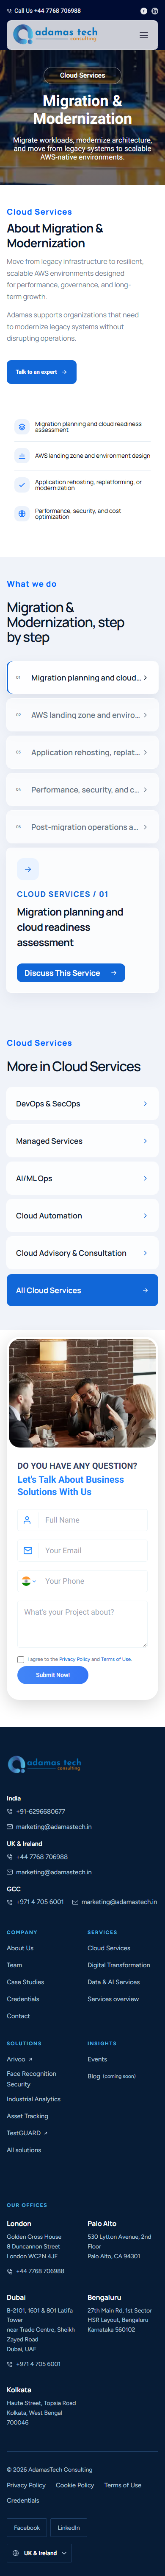 Call Us +44 7768 706988
adamas tech
Cloud Services
Migration &
Modernization
Migrate workloads, modernize architecture,
and move from legacy systems to scalable
AWS-native environments.
Cloud Services
About Migration &
Modernization
Move from legacy infrastructure to resilient,
scalable AWS environments designed
for performance, governance, and long-
term growth.
Adamas supports organizations that need
to modernize legacy systems without
disrupting operations.
Talk to an expert
Migration planning and cloud readiness
assessment
AWS landing zone and environment design
Application rehosting, replatforming, or
modernization
Performance, security, and cost
optimization
What we do
Migration &
Modernization, step
by step
01 Migration planning and cloud...
02 AWS landing zone and enviro...
03 Application rehosting, replat...
04 Performance, security, and c...
05 Post-migration operations a...
CLOUD SERVICES / 01
Migration planning and
cloud readiness
assessment
Discuss This Service
Cloud Services
More in Cloud Services
DevOps & SecOps
Managed Services
AI/ML Ops
Cloud Automation
Cloud Advisory & Consultation
All Cloud Services
DO YOU HAVE ANY QUESTION?
Let's Talk About Business
Solutions With Us
Full Name
Your Email
Your Phone
What's your Project about?
I agree to the Privacy Policy and Terms of Use.
Submit Now!
adamas tech
India
+91-6296680677
marketing@adamastech.in
UK & Ireland
+44 7768 706988
marketing@adamastech.in
GCC
+971 4 705 6001 marketing@adamastech.in
COMPANY
About Us
Team
Case Studies
Credentials
Contact
SERVICES
Cloud Services
Digital Transformation
Data & AI Services
Services overview
SOLUTIONS
Arivoo
Face Recognition
Security
Industrial Analytics
Asset Tracking
TestGUARD
All solutions
INSIGHTS
Events
Blog (coming soon)
OUR OFFICES
London
Golden Cross House
8 Duncannon Street
London WC2N 4JF
+44 7768 706988
Palo Alto
530 Lytton Avenue, 2nd
Floor
Palo Alto, CA 94301
Dubai
B-2101, 1601 & 801 Latifa
Tower
near Trade Centre, Sheikh
Zayed Road
Dubai, UAE
+971 4 705 6001
Bengaluru
27th Main Rd, 1st Sector
HSR Layout, Bengaluru
Karnataka 560102
Kolkata
Haute Street, Topsia Road
Kolkata, West Bengal
700046
© 2026 AdamasTech Consulting
Privacy Policy Cookie Policy Terms of Use
Credentials
Facebook LinkedIn
UK & Ireland